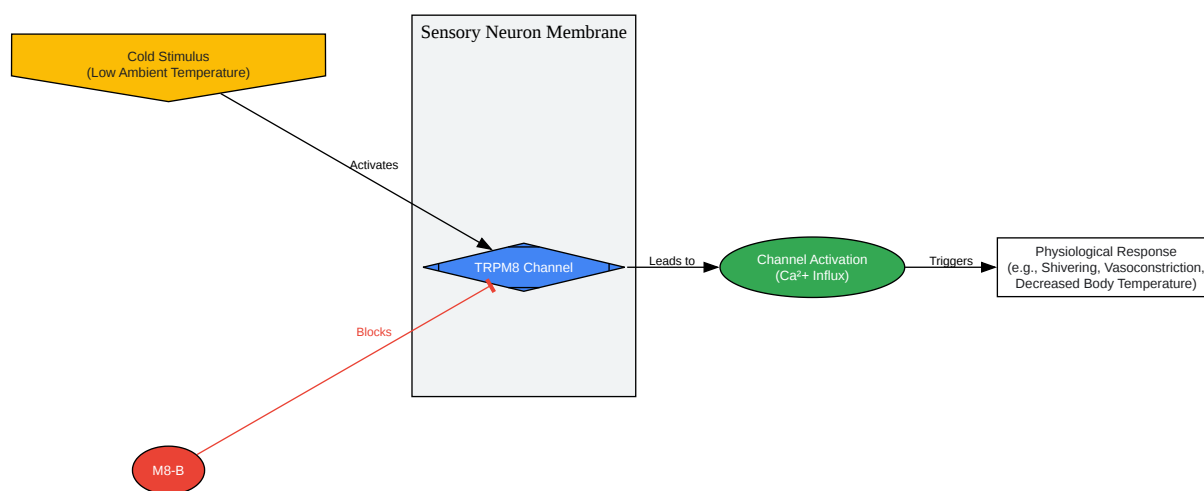 Sensory Neuron Membrane
Cold Stimulus
(Low Ambient Temperature)
Activates
TRPM8 Channel
Leads to
Channel Activation
(Ca²+ Influx)
Triggers
Physiological Response
(e.g., Shivering, Vasoconstriction,
Decreased Body Temperature)
Blocks
M8-B